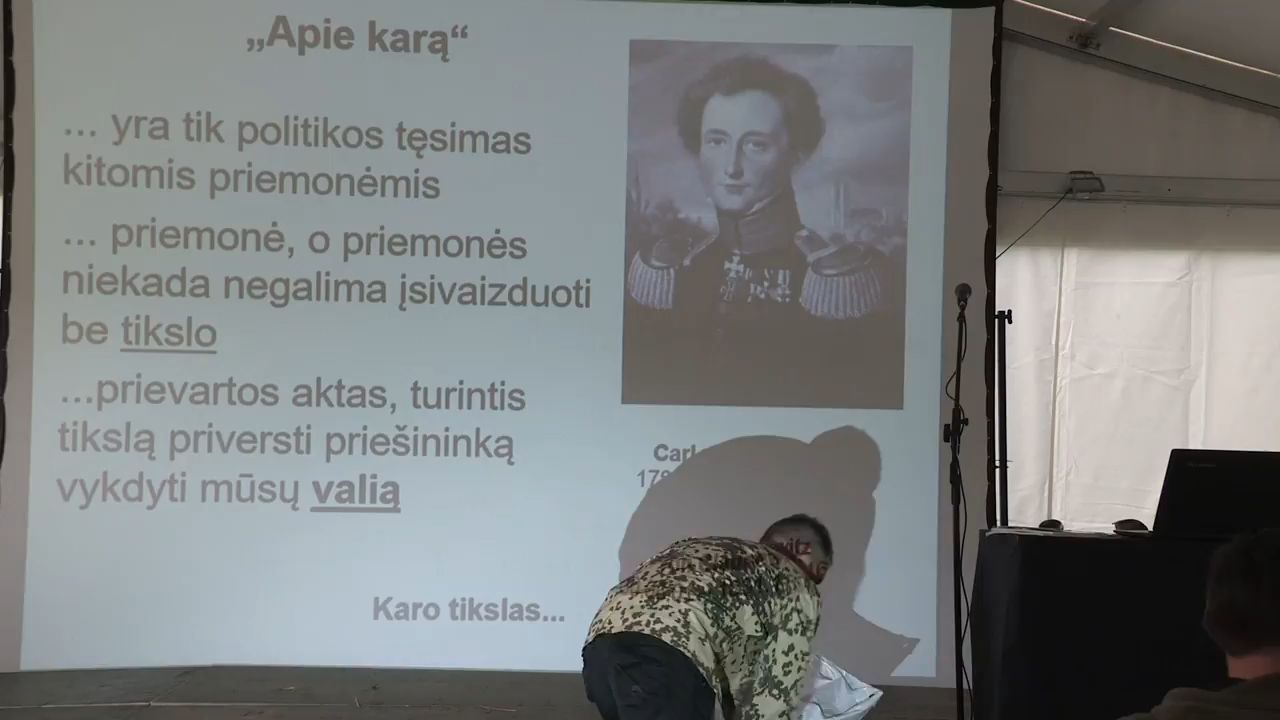 „Apie karą“
... yra tik politikos tęsimas
kitomis priemonėmis
... priemonė, o priemonės
niekada negalima įsivaizduoti
be tikslo
...prievartos aktas, turintis
tikslą priversti priešininką
vykdyti mūsų valią
Carl
Karo tikslas...